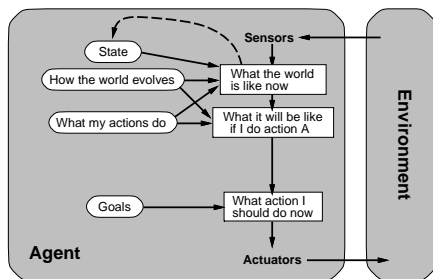 Sensors
State
What the world
is like now
How the world evolves
What my actions do
What it will be like
if I do action A
Goals
What action I
should do now
Agent
Actuators
Environment